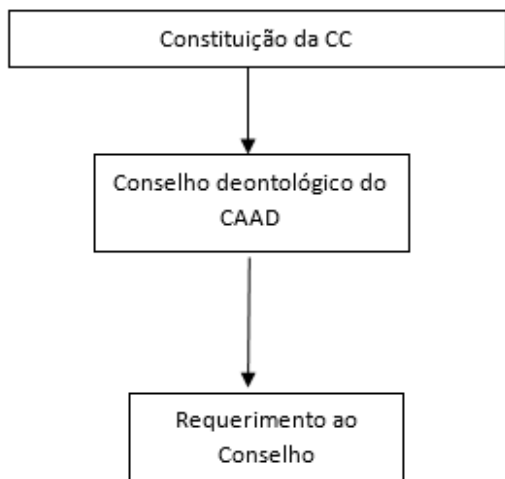 Constituição da CC
Conselho deontológico do
CAAD
Requerimento ao
Conselho